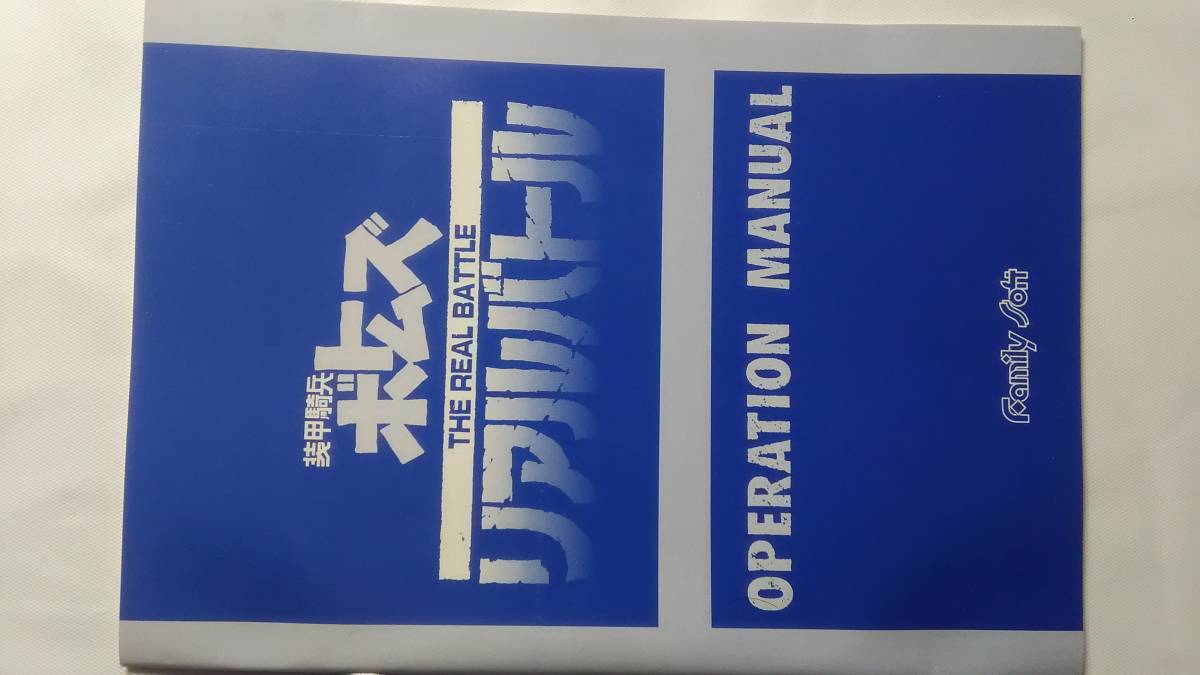 装甲騎兵
ボトムズ
THE REAL BATTLE
リアルバトル
OPERATION MANUAL
Family Soft